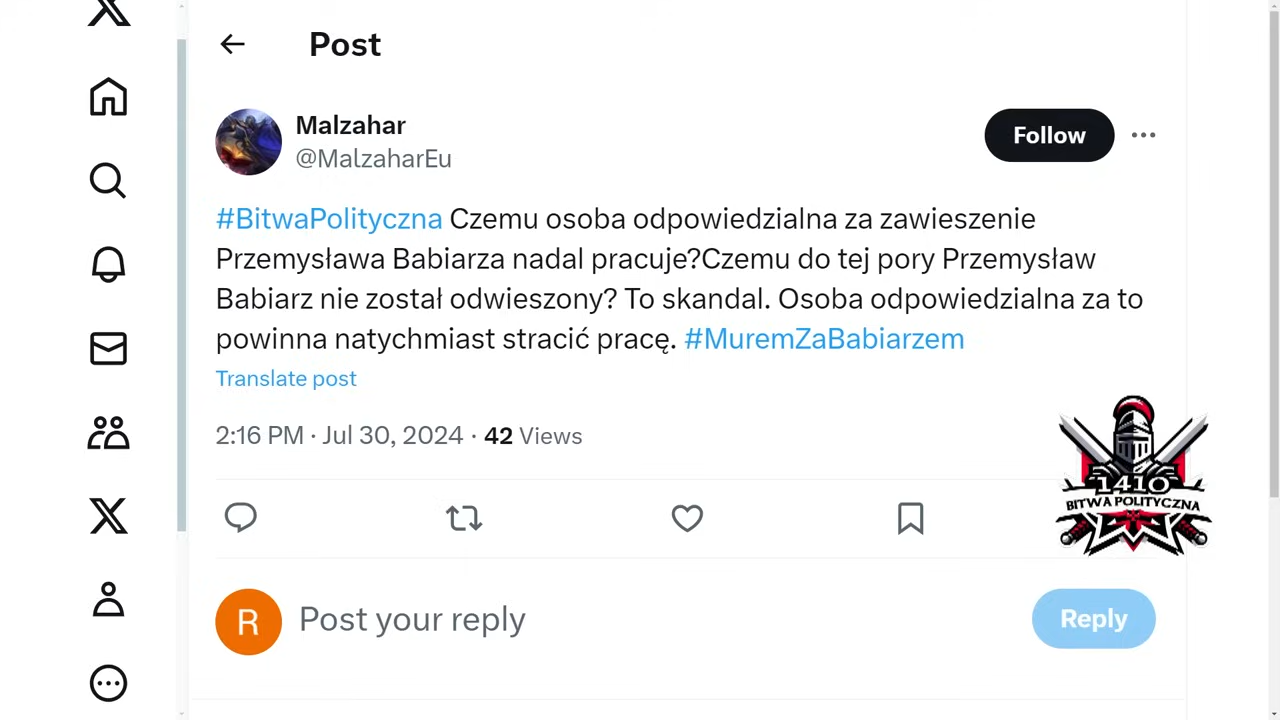 Post
Malzahar
@MalzaharEu
Follow
#BitwaPolityczna Czemu osoba odpowiedzialna za zawieszenie
Przemysława Babiarza nadal pracuje?Czemu do tej pory Przemysław
Babiarz nie został odwieszony? To skandal. Osoba odpowiedzialna za to
powinna natychmiast stracić pracę. #MuremZaBabiarzem
Translate post
2:16 PM · Jul 30, 2024 · 42 Views
1410
BITWA POLITYCZNA
R
Post your reply
Reply